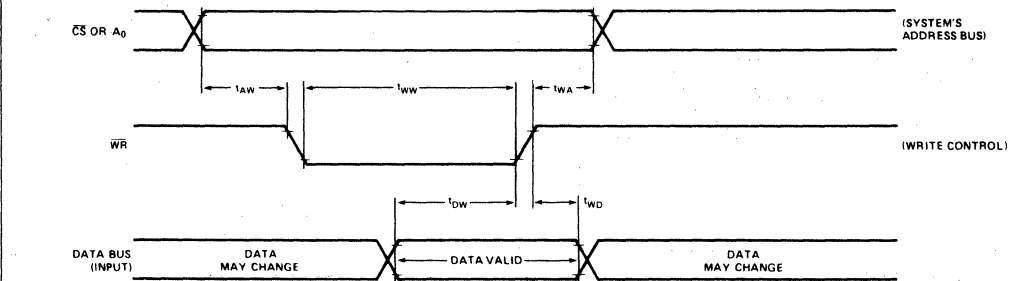 CS OR A0
(SYSTEM'S
ADDRESS BUS)
tAW
tWW
tWA
WR
(WRITE CONTROL)
tDW
tWD
DATA BUS
(INPUT)
DATA
MAY CHANGE
DATA VALID
DATA
MAY CHANGE